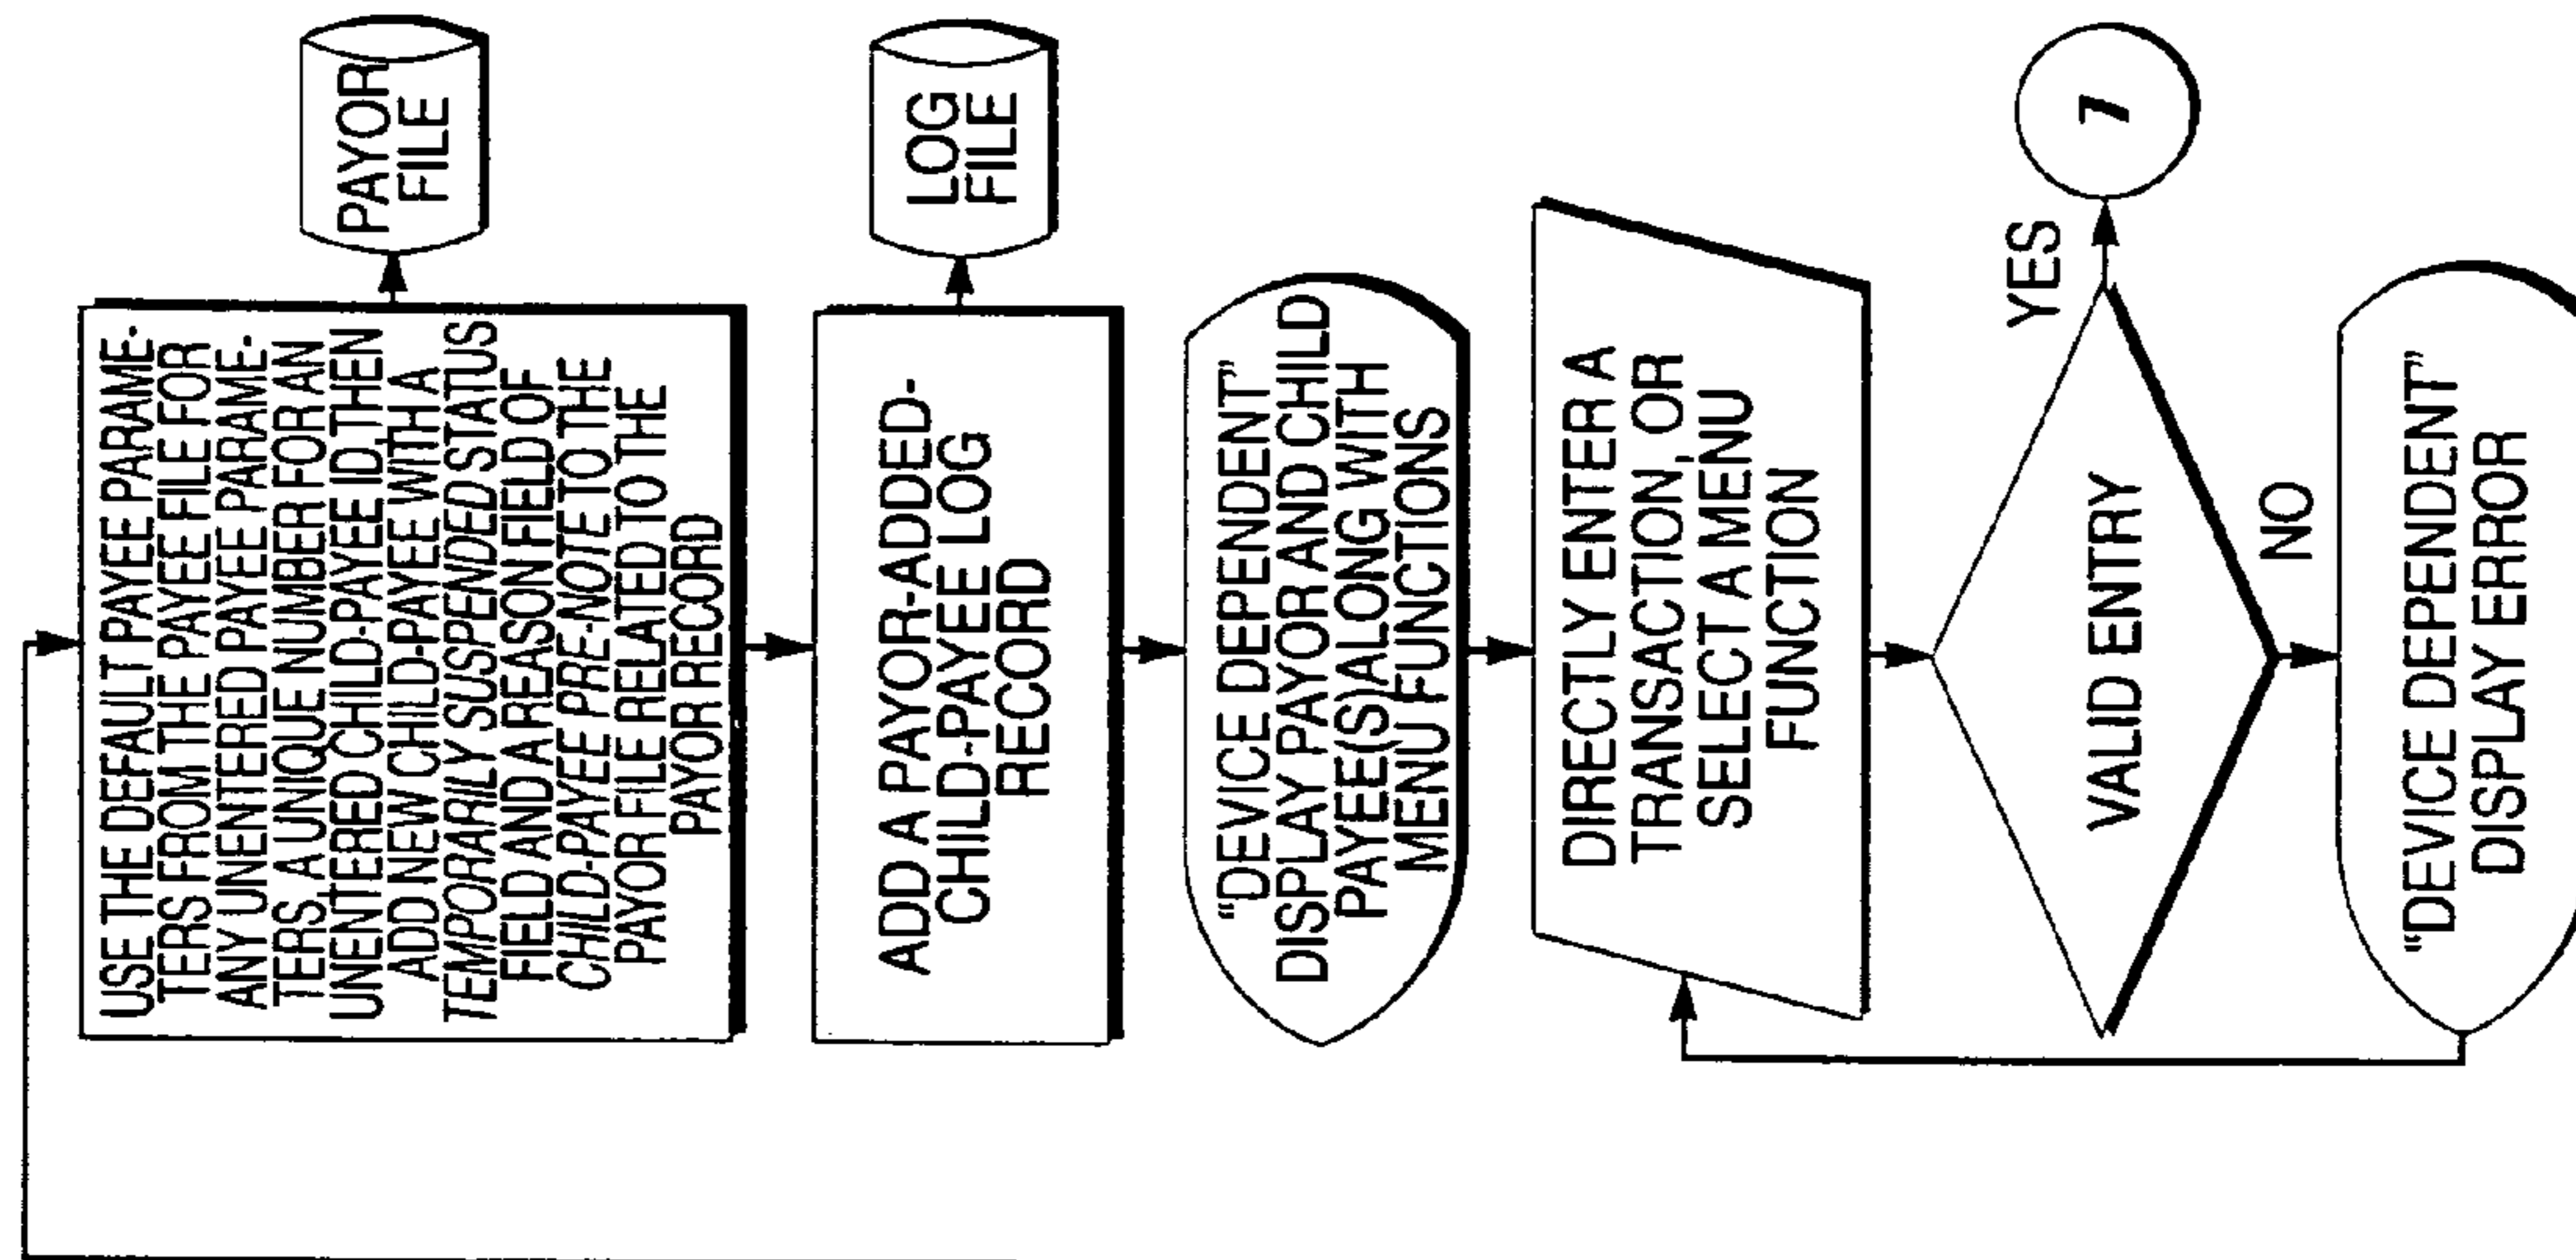 USE THE DEFAULT PAYEE PARAME-
TERS FROM THE PAYEE FILE FOR
ANY UNENTERED PAYEE PARAME-
TERS. A UNIQUE NUMBER FOR AN
UNENTERED CHILD-PAYEE ID, THEN
ADD NEW CHILD-PAYEE WITH A
TEMPORARILY SUSPENDED STATUS
FIELD AND A REASON FIELD OF
CHILD-PAYEE PRE-NOTE TO THE
PAYOR FILE RELATED TO THE
PAYOR RECORD
PAYOR
FILE
ADD A PAYOR-ADDED-
CHILD-PAYEE LOG
RECORD
LOG
FILE
"DEVICE DEPENDENT"
DISPLAY PAYOR AND CHILD
PAYEE(S)ALONG WITH
MENU FUNCTIONS
DIRECTLY ENTER A
TRANSACTION, OR
SELECT A MENU
FUNCTION
VALID ENTRY
YES
7
NO
"DEVICE DEPENDENT"
DISPLAY ERROR